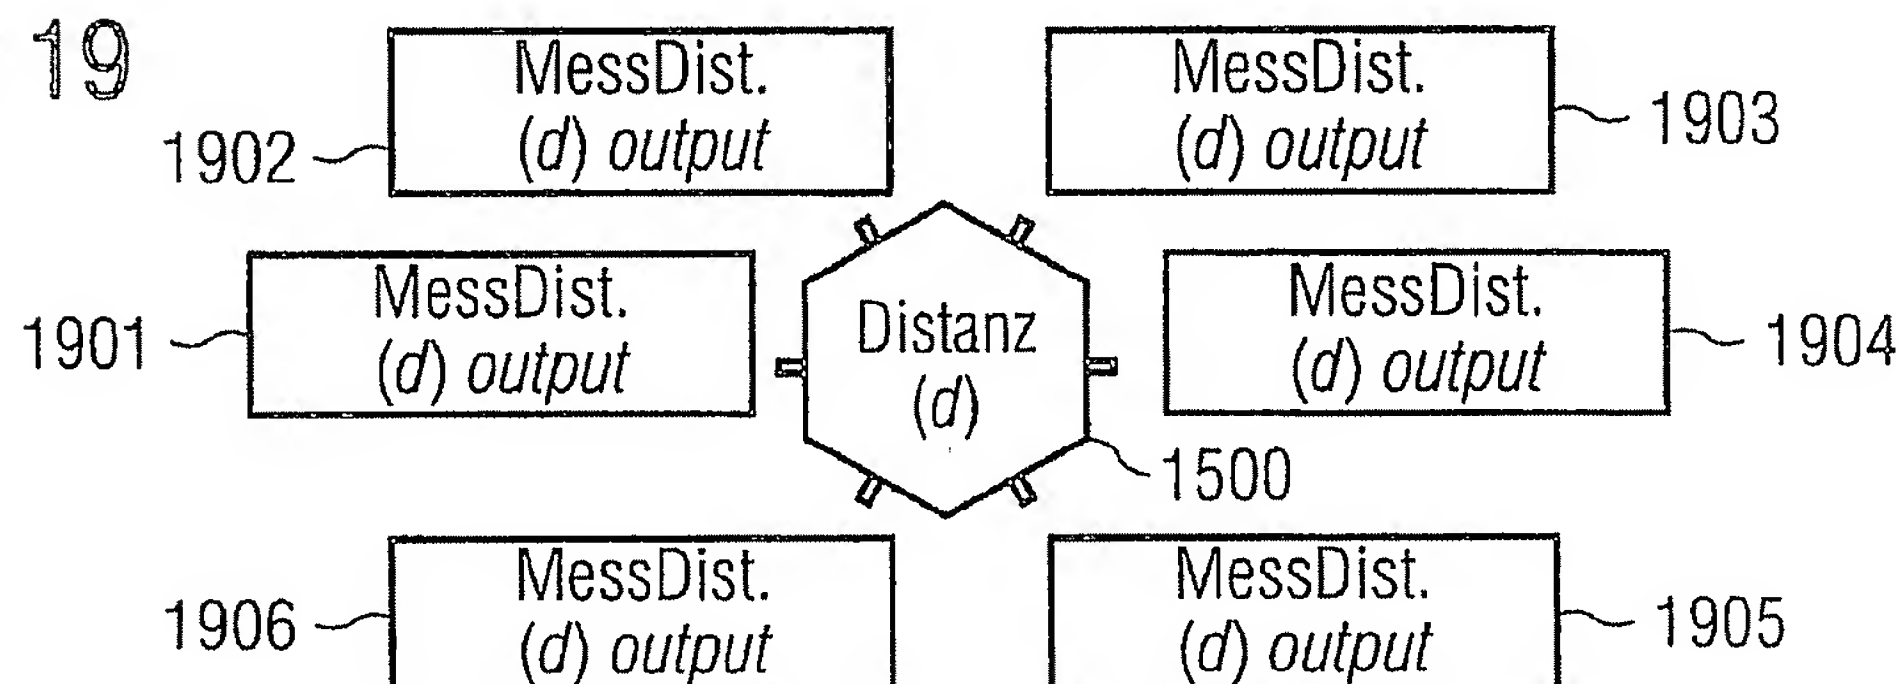 19
MessDist.
(d) output
1902
MessDist.
(d) output
1903
MessDist.
(d) output
1901
Distanz
(d)
MessDist.
(d) output
1904
1500
MessDist.
(d) output
1906
MessDist.
(d) output
1905